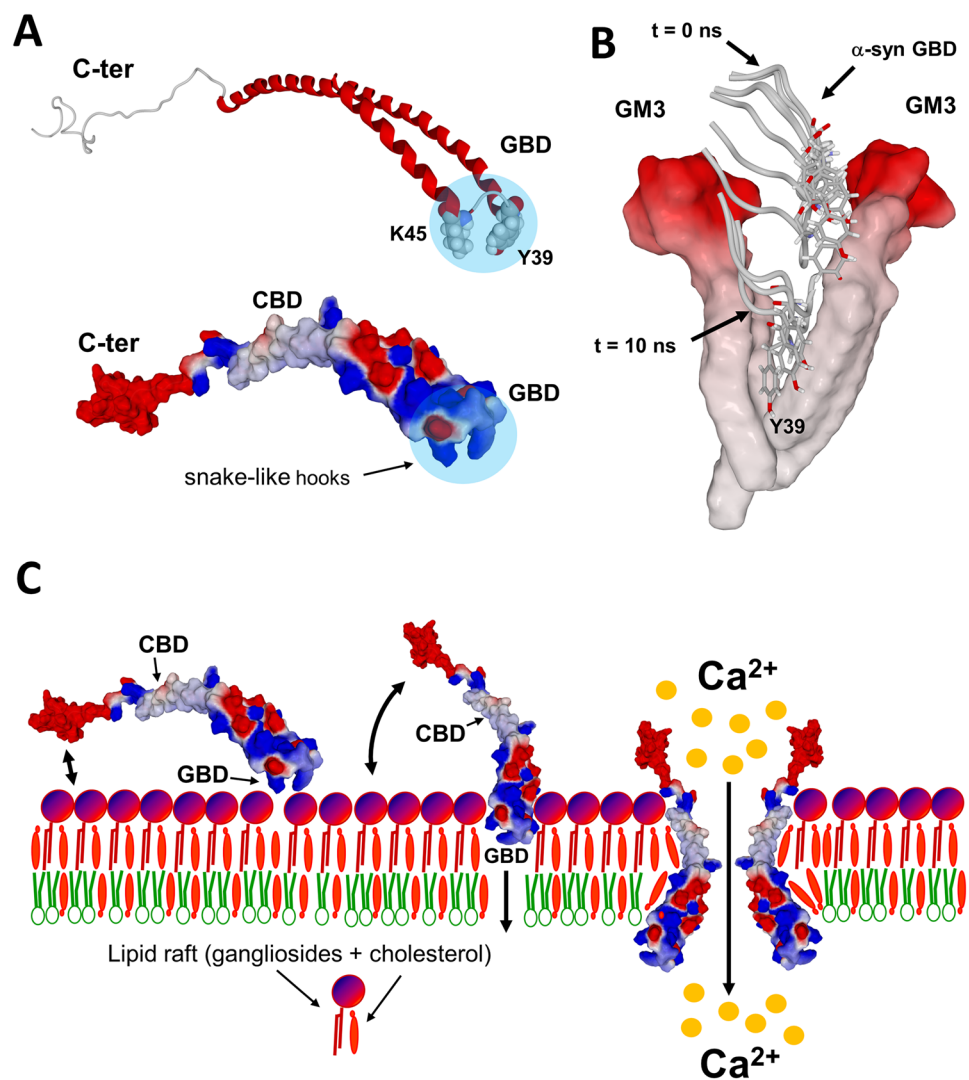 A
C-ter
GBD
K45
Y39
CBD
C-ter
GBD
snake-like hooks
B
t = 0 ns
α-syn GBD
GM3
GM3
t = 10 ns
Y39
C
CBD
GBD
CBD
GBD
Ca2+
Lipid raft (gangliosides + cholesterol)
Ca2+